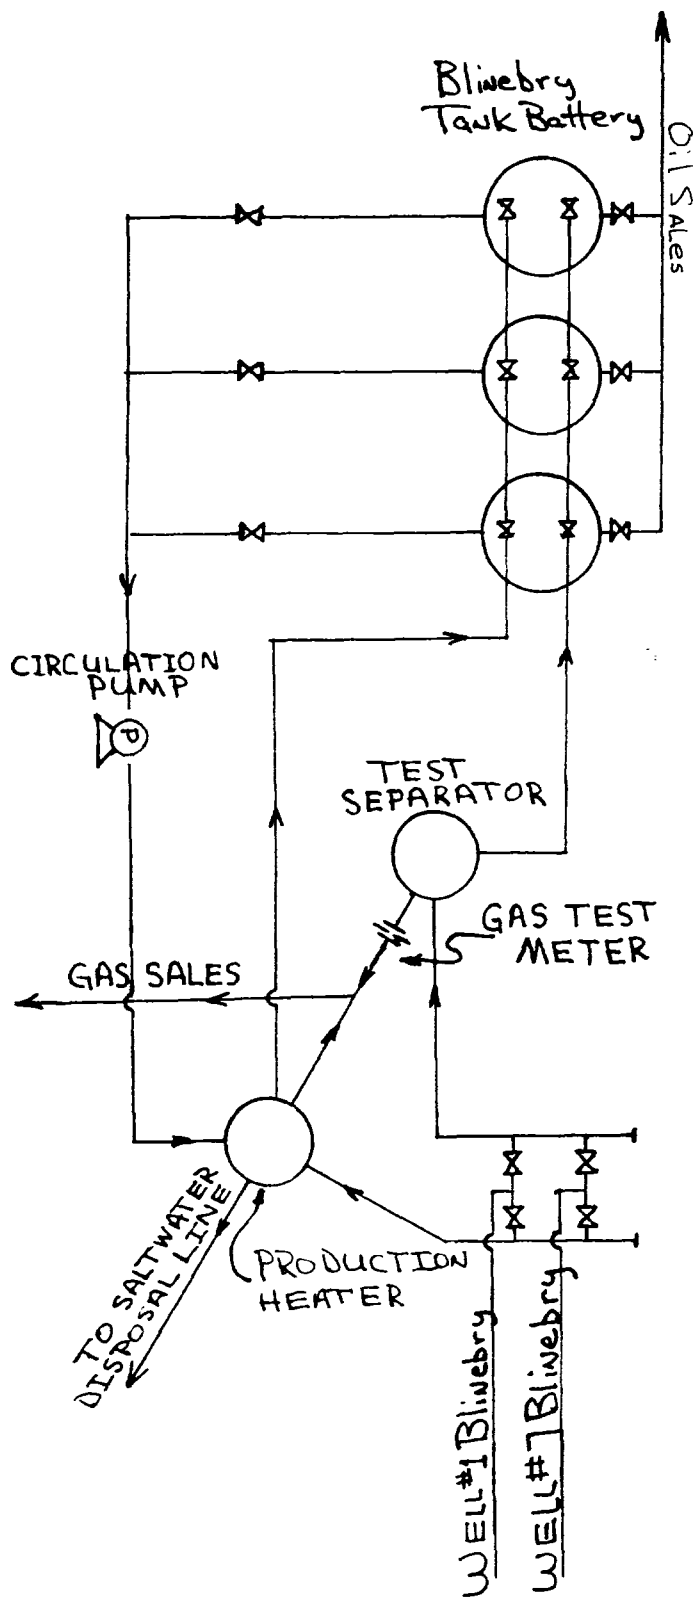 Blinebry
Tank Battery
Oil Sales
CIRCULATION
PUMP
P
TEST
SEPARATOR
GAS TEST
METER
GAS SALES
TO SALTWATER
DISPOSAL LINE
PRODUCTION
HEATER
WELL #1 Blinebry
WELL #7 Blinebry